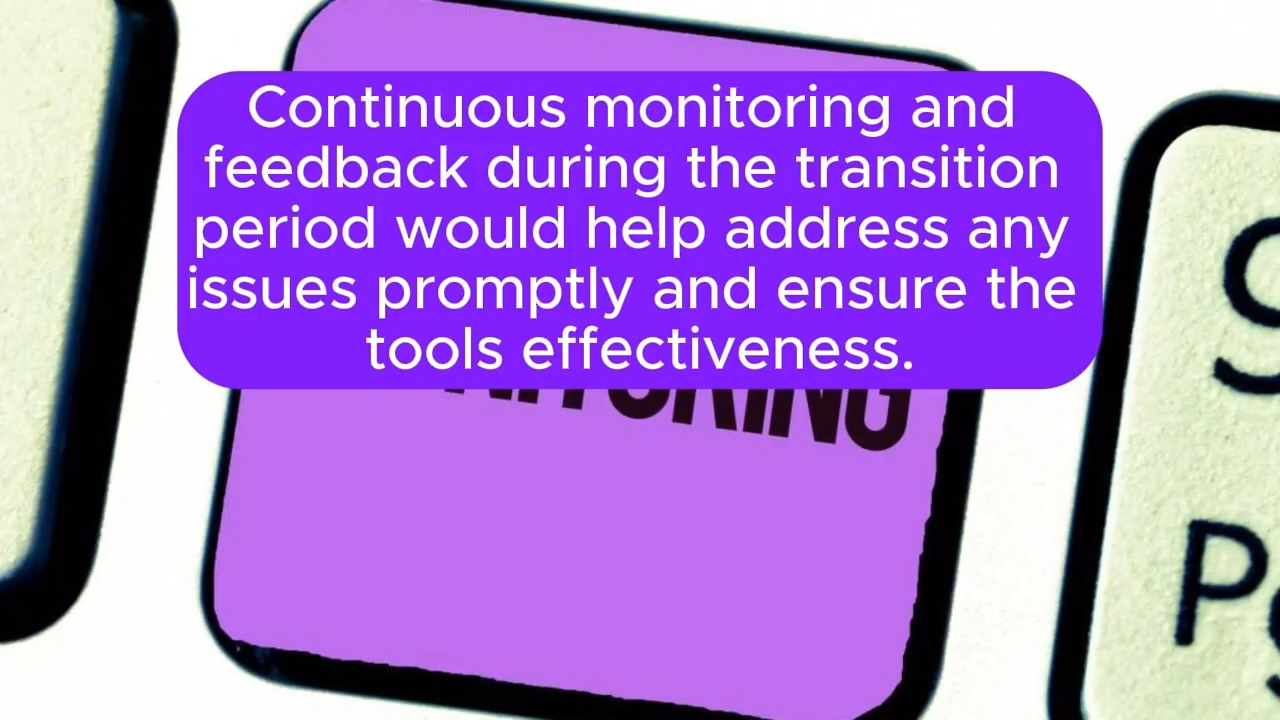 Continuous monitoring and
feedback during the transition
period would help address any
issues promptly and ensure the
tools effectiveness.
9